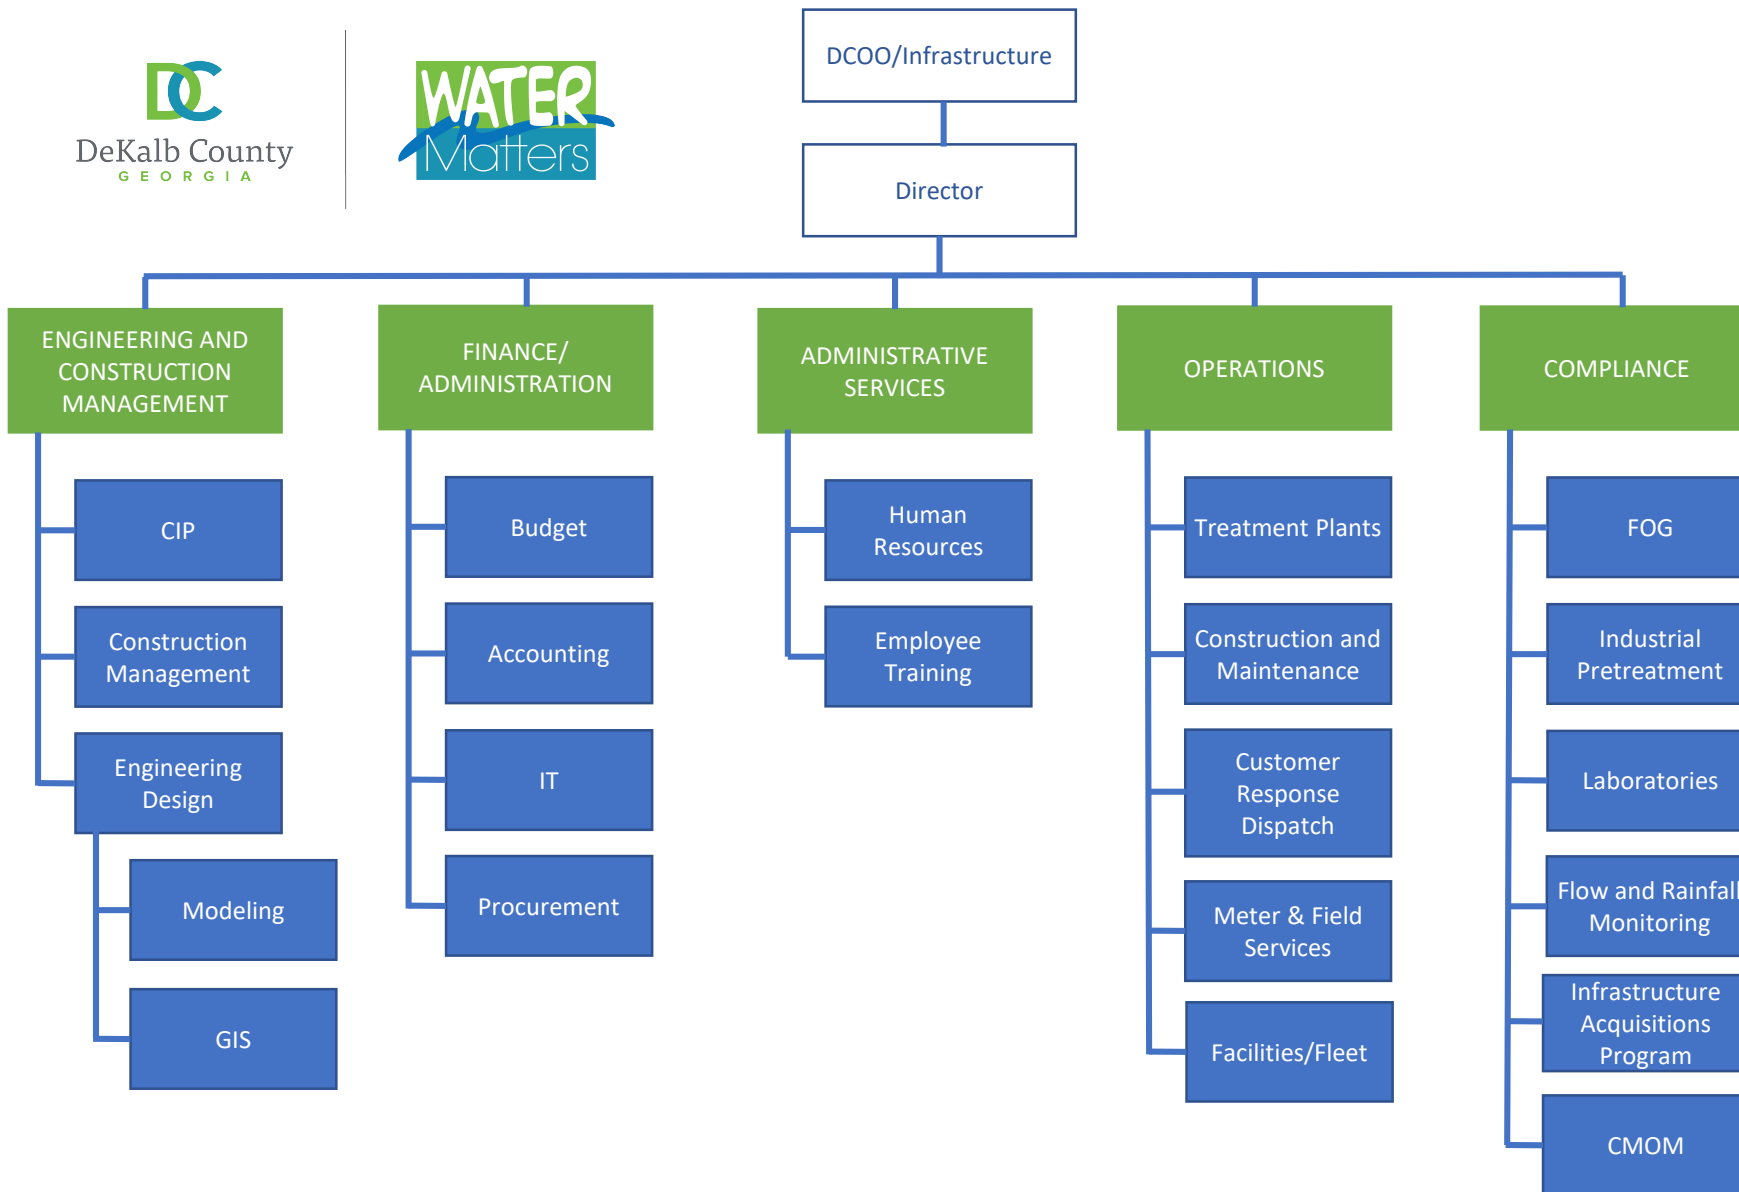 DC
DeKalb County
GEORGIA
WATER
Matters
DCOO/Infrastructure
Director
ENGINEERING AND
CONSTRUCTION
MANAGEMENT
CIP
Construction
Management
Engineering
Design
Modeling
GIS
FINANCE/
ADMINISTRATION
Budget
Accounting
IT
Procurement
ADMINISTRATIVE
SERVICES
Human
Resources
Employee
Training
OPERATIONS
Treatment Plants
Construction and
Maintenance
Customer
Response
Dispatch
Meter & Field
Services
Facilities/Fleet
COMPLIANCE
FOG
Industrial
Pretreatment
Laboratories
Flow and Rainfall
Monitoring
Infrastructure
Acquisitions
Program
CMOM